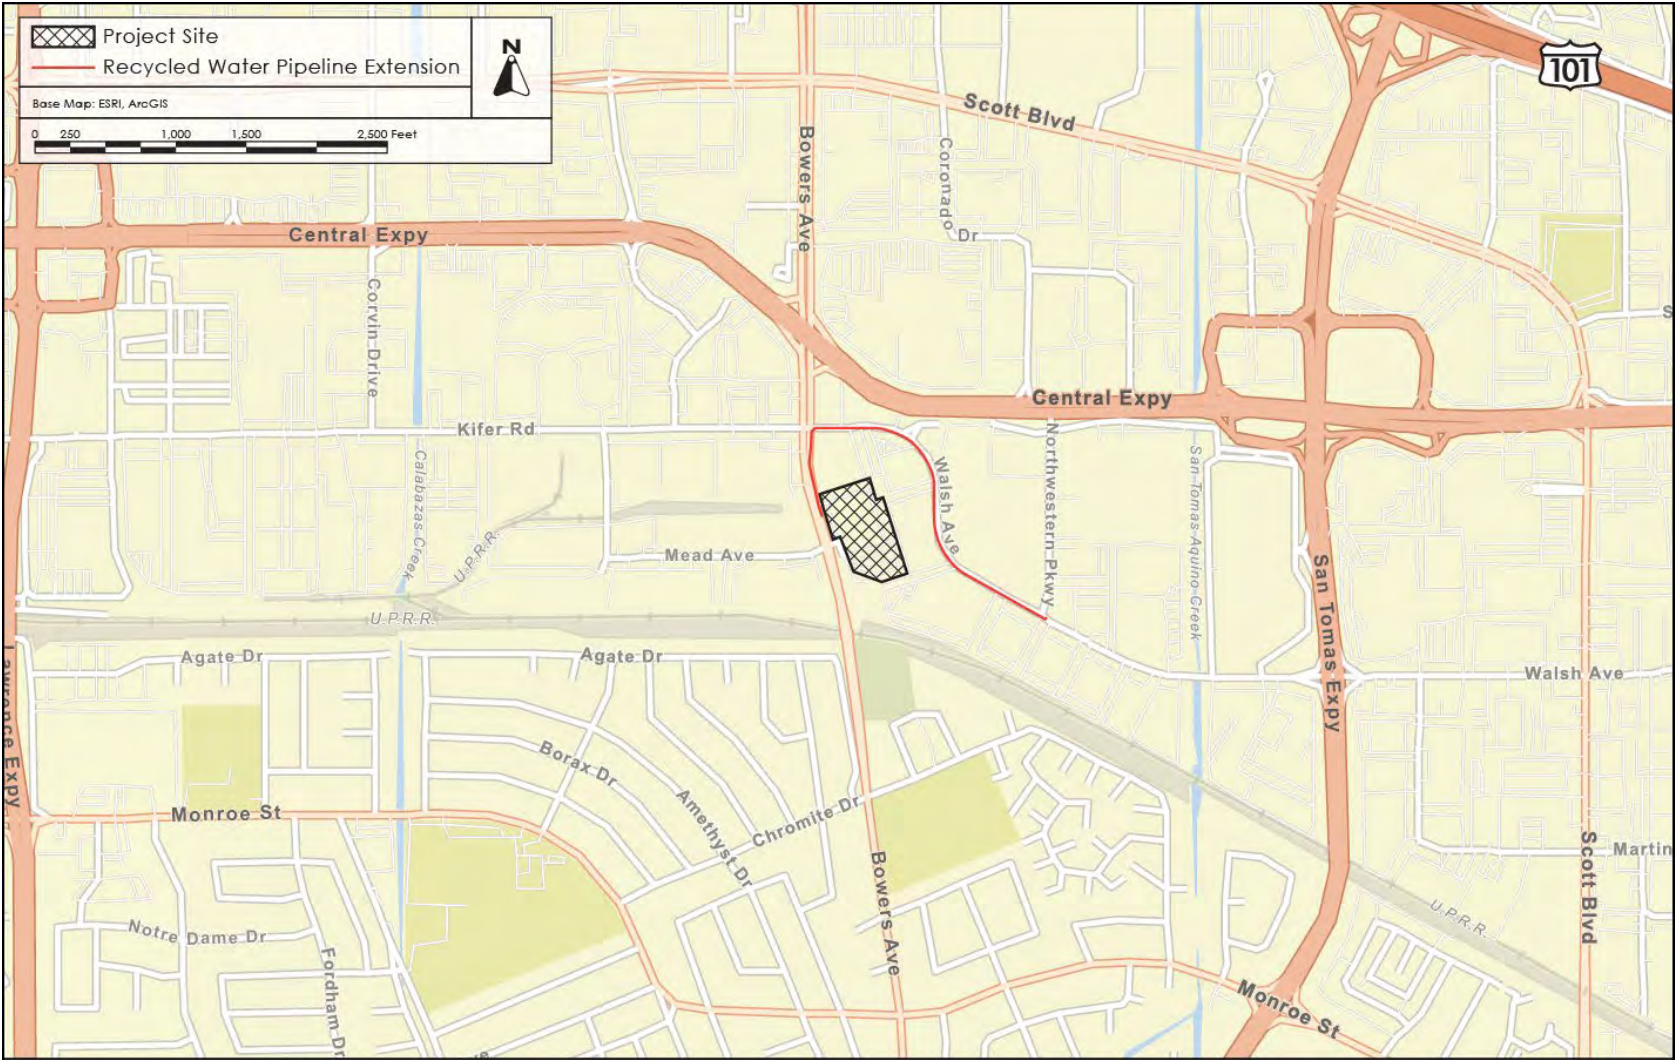 Project Site
Recycled Water Pipeline Extension
N
Base Map: ESRI, ArcGIS
0 250 1,000 1,500 2,500 Feet
101
Scott Blvd
Bowers Ave
Coronado Dr
Central Expy
Corvin Drive
Central Expy
Kifer Rd
Calabazas Creek
U.P.R.R.
Walsh Ave
Northwestern Pkwy
San Tomas Aquino Creek
Mead Ave
San Tomas Expy
U.P.R.R.
Agate Dr
Agate Dr
Walsh Ave
Lawrence Expy
Borax Dr
Amethyst Dr
Chromite Dr
Monroe St
Bowers Ave
Scott Blvd
Martin
U.P.R.R.
Notre Dame Dr
Fordham Dr
Monroe St
S